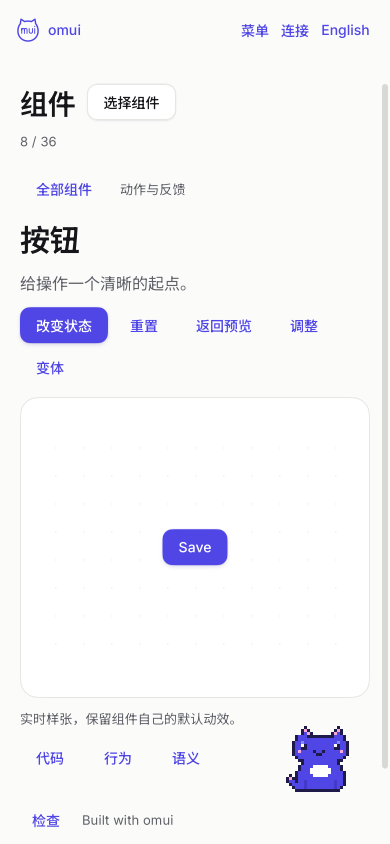 omui omui 菜单 连接 English
组件 选择组件
8 / 36
全部组件 动作与反馈
按钮
给操作一个清晰的起点。
改变状态 重置 返回预览 调整
变体
Save
实时样张，保留组件自己的默认动效。
代码 行为 语义
检查 Built with omui